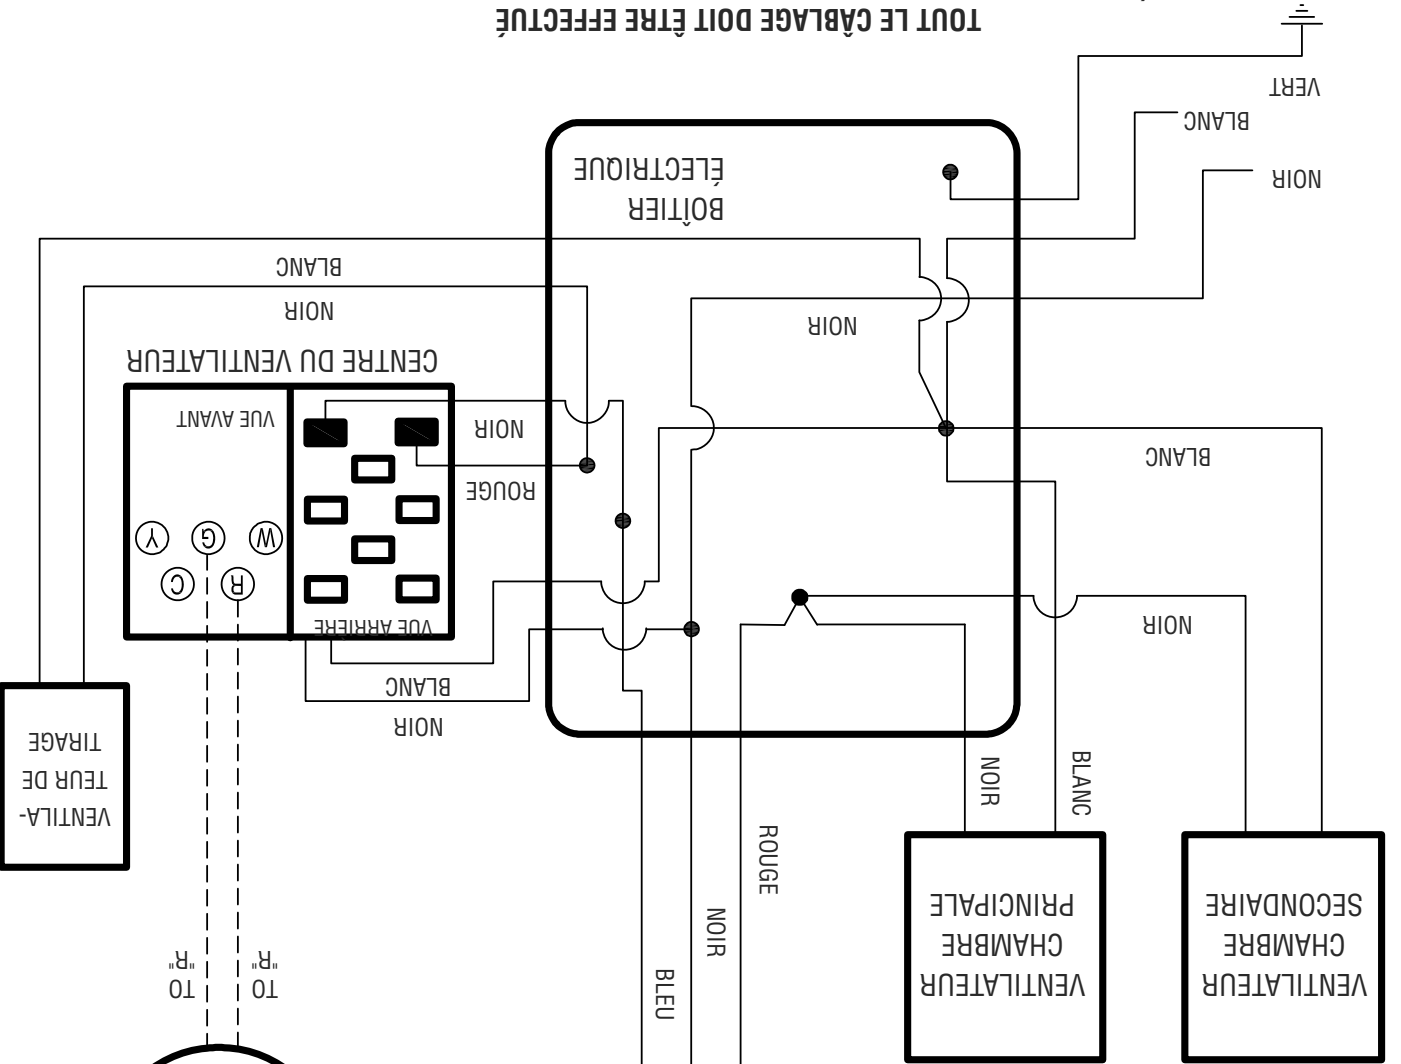 VENTILATEUR
CHAMBRE
SECONDAIRE
VENTILATEUR
CHAMBRE
PRINCIPALE
BLEU
NOIR
ROUGE
TO
"R"
TO
"R"
BLANC
NOIR
VENTILA-
TEUR DE
TIRAGE
NOIR
BLANC
NOIR
VUE ARRIÈRE
R
C
W
G
Y
ROUGE
BLANC
NOIR
VUE AVANT
CENTRE DU VENTILATEUR
NOIR
NOIR
BLANC
BOÎTIER
ÉLECTRIQUE
NOIR
BLANC
VERT
TOUT LE CÂBLAGE DOIT ÊTRE EFFECTUÉ